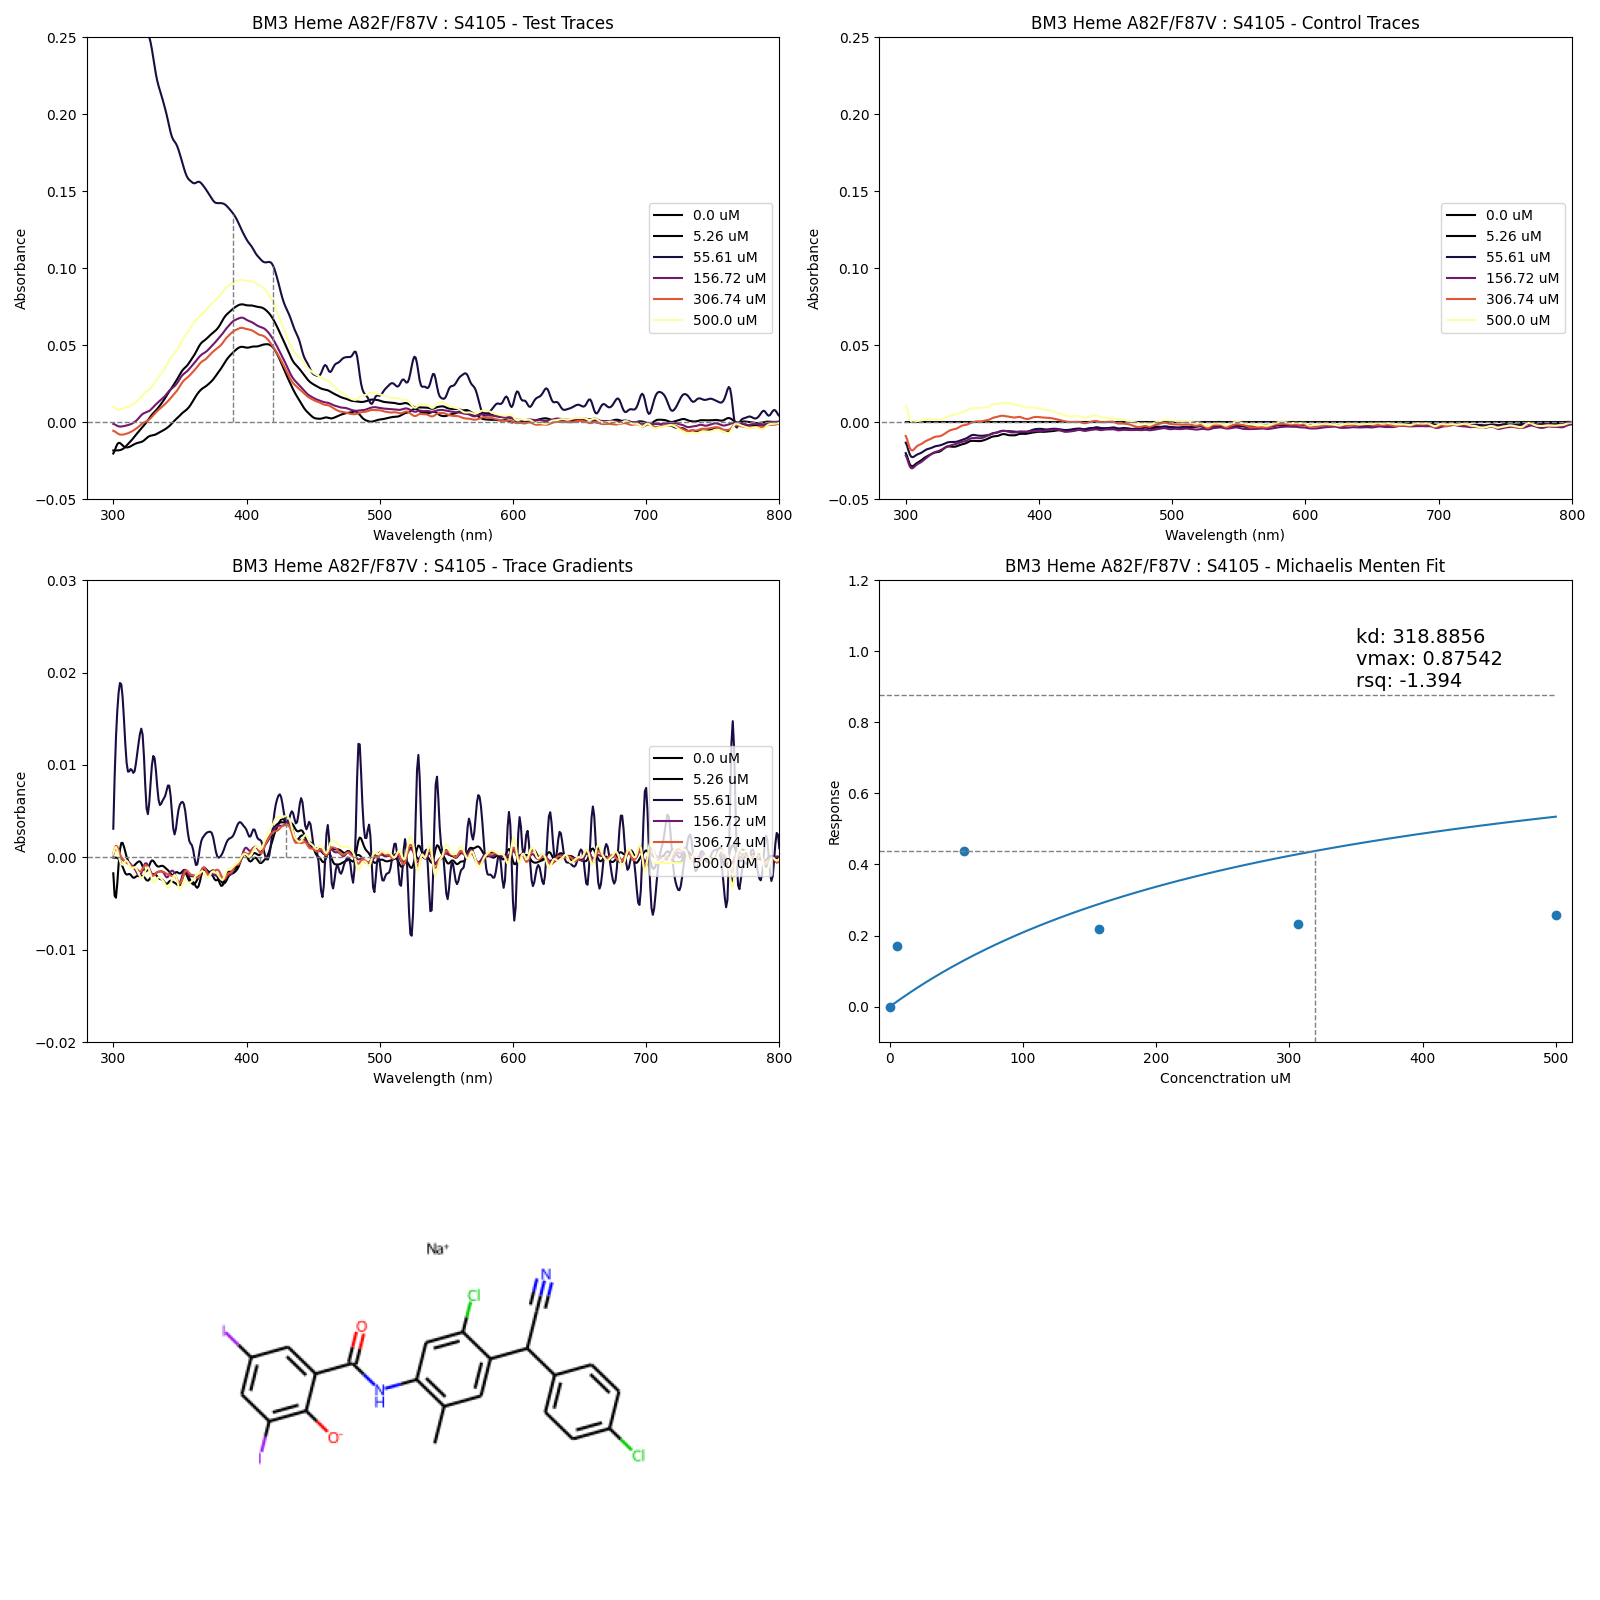 BM3 Heme A82F/F87V : S4105 - Test Traces
0.25
0.20
0.15
0.10
0.05
0.00
−0.05
Absorbance
300 400 500 600 700 800
Wavelength (nm)
0.0 uM
5.26 uM
55.61 uM
156.72 uM
306.74 uM
500.0 uM
BM3 Heme A82F/F87V : S4105 - Control Traces
0.25
0.20
0.15
0.10
0.05
0.00
−0.05
Absorbance
300 400 500 600 700 800
Wavelength (nm)
0.0 uM
5.26 uM
55.61 uM
156.72 uM
306.74 uM
500.0 uM
BM3 Heme A82F/F87V : S4105 - Trace Gradients
0.03
0.02
0.01
0.00
−0.01
−0.02
Absorbance
300 400 500 600 700 800
Wavelength (nm)
0.0 uM
5.26 uM
55.61 uM
156.72 uM
306.74 uM
500.0 uM
BM3 Heme A82F/F87V : S4105 - Michaelis Menten Fit
1.2
1.0
0.8
0.6
0.4
0.2
0.0
Response
kd: 318.8856
vmax: 0.87542
rsq: -1.394
0 100 200 300 400 500
Concenctration uM
Na⁺
N
Cl
I
O
N
H
O⁻
I
Cl